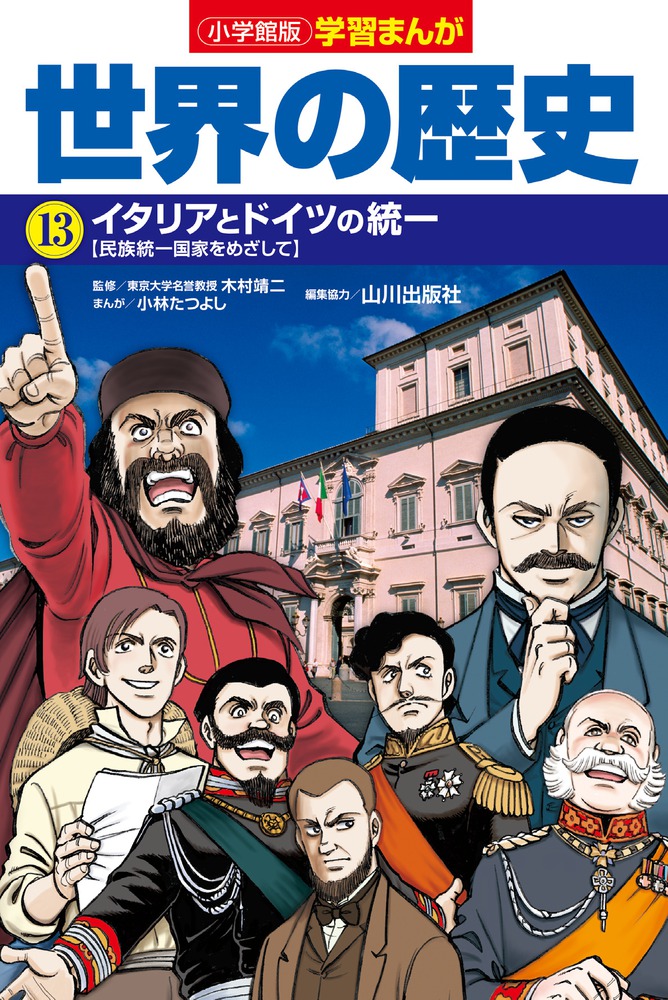 小学館版 学習まんが
世界の歴史
13 イタリアとドイツの統一
【民族統一国家をめざして】
監修/東京大学名誉教授 木村靖二
まんが/小林たつよし
編集協力/山川出版社